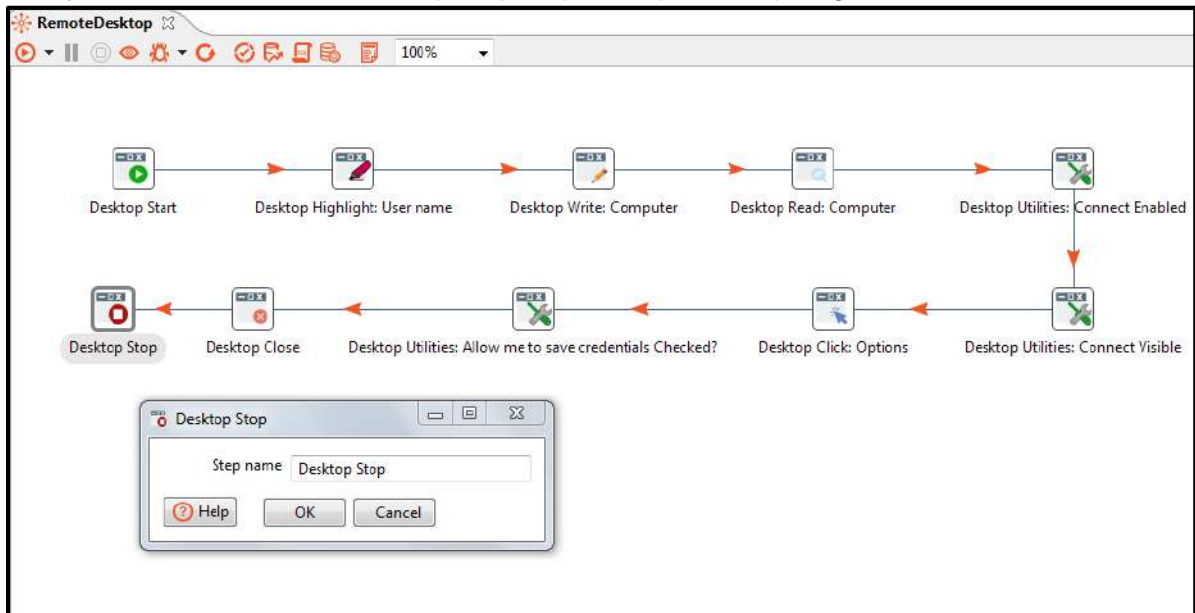 RemoteDesktop
100%
Desktop Start
Desktop Highlight: User name
Desktop Write: Computer
Desktop Read: Computer
Desktop Utilities: Connect Enabled
Desktop Stop
Desktop Close
Desktop Utilities: Allow me to save credentials Checked?
Desktop Click: Options
Desktop Utilities: Connect Visible
Desktop Stop
Step name
Desktop Stop
Help
OK
Cancel